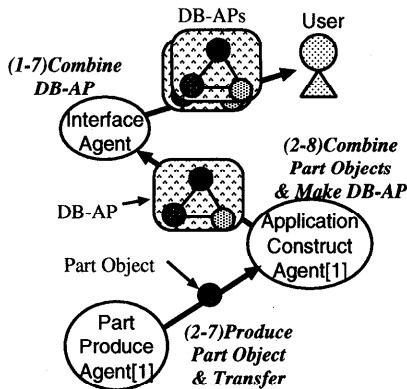 DB-APs
User
(1-7)Combine
DB-AP
Interface
Agent
(2-8)Combine
Part Objects
& Make DB-AP
DB-AP
Application
Construct
Agent[1]
Part Object
Part
Produce
Agent[1]
(2-7)Produce
Part Object
& Transfer